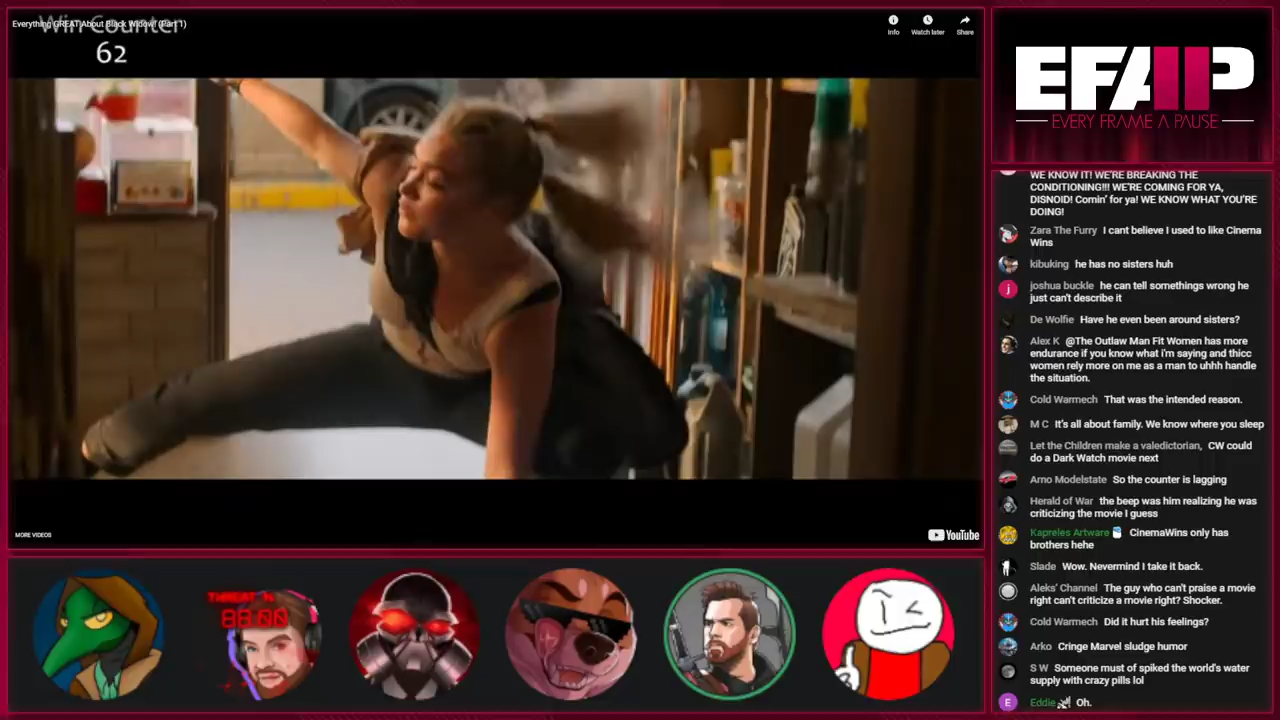 Everything GREAT About Black Widow! (Part 1)
Win Counter
62
Info
Watch later
Share
MORE VIDEOS
YouTube
EFAP
EVERY FRAME A PAUSE
THREAT IN
88:00
WE KNOW IT! WE'RE BREAKING THE
CONDITIONING!!! WE'RE COMING FOR YA,
DISNOID! Comin' for ya! WE KNOW WHAT YOU'RE
DOING!
Zara The Furry I cant believe I used to like Cinema
Wins
kibuking he has no sisters huh
j
joshua buckle he can tell somethings wrong he
just can't describe it
De Wolfie Have he even been around sisters?
Alex K @The Outlaw Man Fit Women has more
endurance if you know what i'm saying and thicc
women rely more on me as a man to uhhh handle
the situation.
Cold Warmech That was the intended reason.
M C It's all about family. We know where you sleep
Let the Children make a valedictorian, CW could
do a Dark Watch movie next
Arno Modelstate So the counter is lagging
Herald of War the beep was him realizing he was
criticizing the movie I guess
Kapreles Artware CinemaWins only has
brothers hehe
Slade Wow. Nevermind I take it back.
Aleks' Channel The guy who can't praise a movie
right can't criticize a movie right? Shocker.
Cold Warmech Did it hurt his feelings?
Arko Cringe Marvel sludge humor
S W Someone must of spiked the world's water
supply with crazy pills lol
E
Eddie Oh.